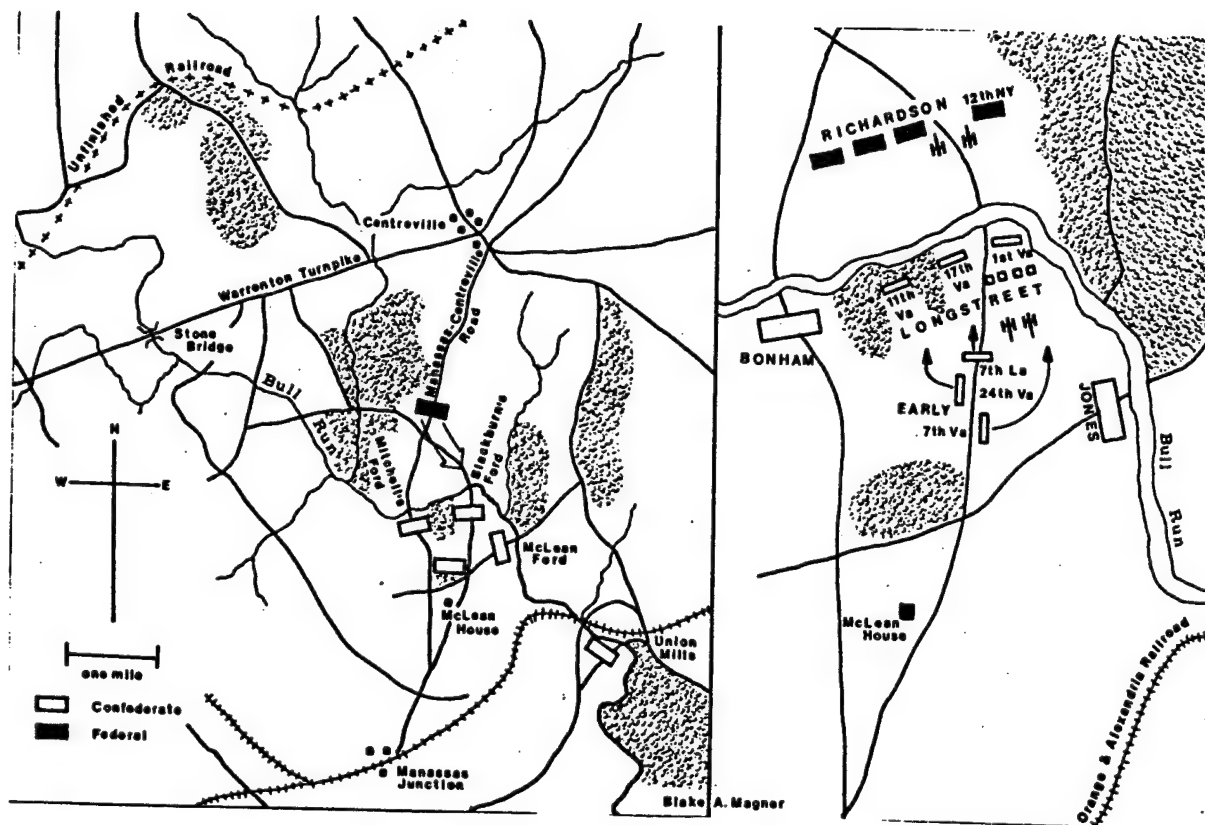 Unfinished Railroad
Centreville
Warrenton Turnpike
Manassas-Centreville
Road
Stone
Bridge
Bull Run
Mitchell's
Ford
Blackburn's
Ford
McLean
Ford
McLean
House
Union
Mills
N
W
E
one mile
Confederate
Federal
Manassas
Junction
Blake A. Magner
RICHARDSON
12th NY
1st Va
17th
Va
11th
Va
LONGSTREET
BONHAM
7th La
24th Va
EARLY
7th Va
JONES
Bull Run
McLean
House
Orange & Alexandria Railroad